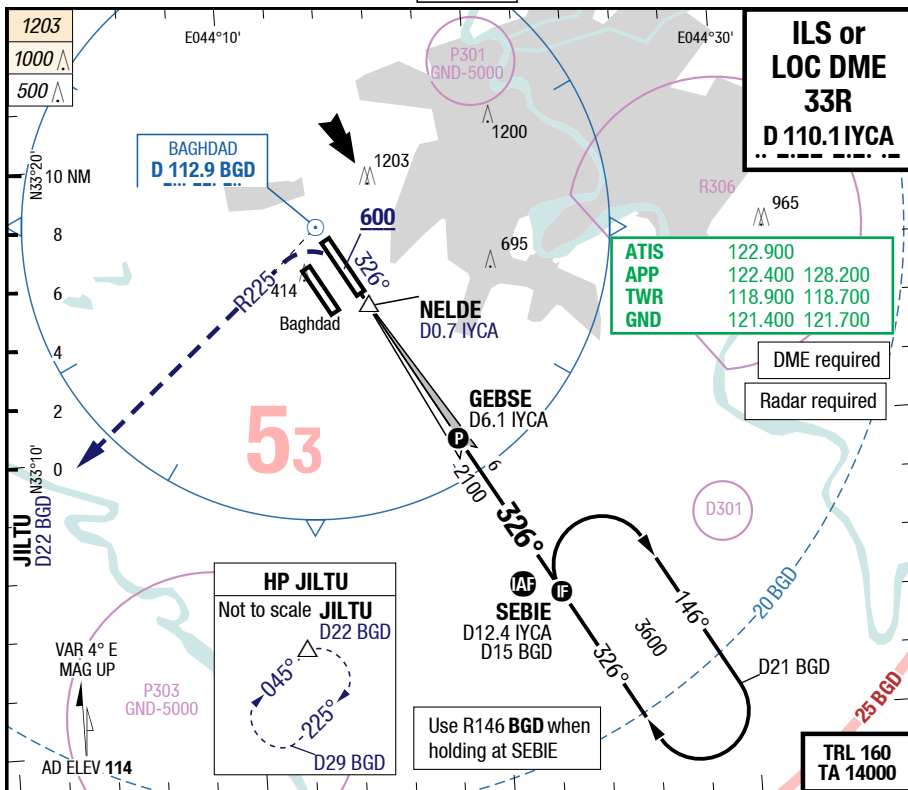 1203
1000
500
E044°10'
P301
GND-5000
E044°30'
ILS or
LOC DME
33R
D 110.1 IYCA
1200
BAGHDAD
D 112.9 BGD
1203
N33°20'
10 NM
8
6
4
2
0
R306
965
600
695
ATIS 122.900
APP 122.400 128.200
TWR 118.900 118.700
GND 121.400 121.700
326°
R225
414
Baghdad
NELDE
D0.7 IYCA
DME required
Radar required
GEBSE
D6.1 IYCA
P
6
2100
53
N33°10'
JILTU
D22 BGD
326°
D301
IAF
IF
SEBIE
D12.4 IYCA
D15 BGD
146°
3600
326°
20 BGD
D21 BGD
25 BGD
HP JILTU
Not to scale JILTU
D22 BGD
045°
225°
D29 BGD
VAR 4° E
MAG UP
P303
GND-5000
AD ELEV 114
Use R146 BGD when
holding at SEBIE
TRL 160
TA 14000